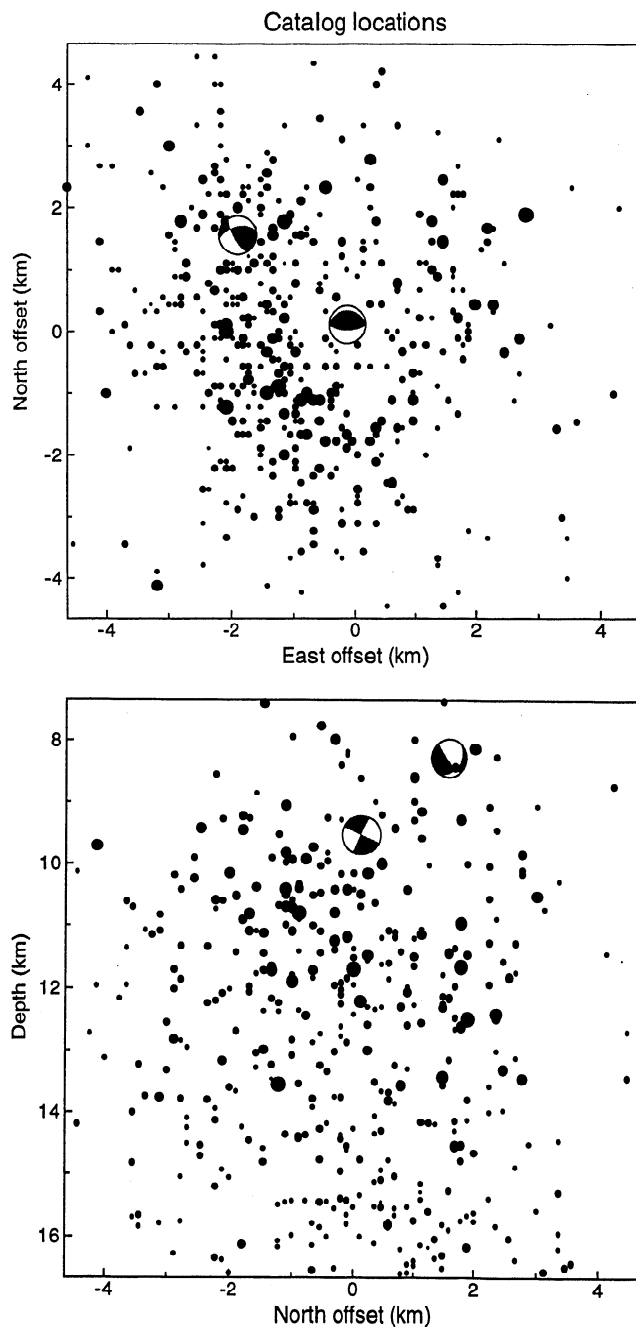 Catalog locations
4
2
0
-2
-4
North offset (km)
-4 -2 0 2 4
East offset (km)
8
10
12
14
16
Depth (km)
-4 -2 0 2 4
North offset (km)